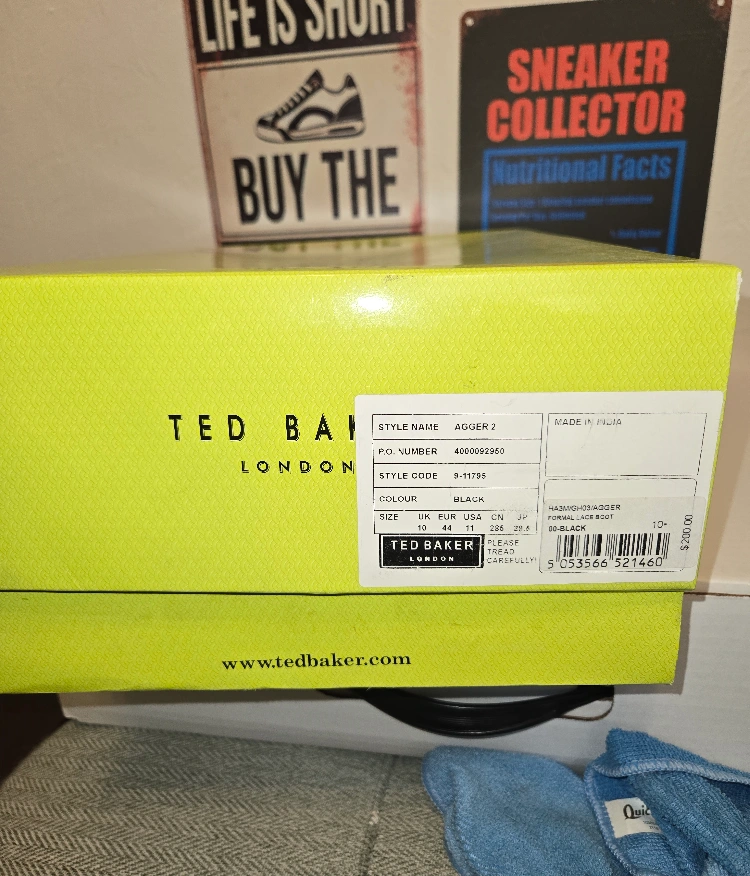 LIFE IS SHORT
BUY THE
SNEAKER
COLLECTOR
Nutritional Facts
TED BAK
LONDON
STYLE NAME AGGER 2
P.O. NUMBER 4000092950
STYLE CODE 9-11795
COLOUR BLACK
SIZE UK EUR USA CN JP
10 44 11 285
TED BAKER
LONDON
PLEASE
TREAD
CAREFULLY!
MADE IN INDIA
HA3M/GH03/AGGER
FORMAL LACE BOOT
00-BLACK 10-
5 053566 521460
$200.00
www.tedbaker.com
Quic